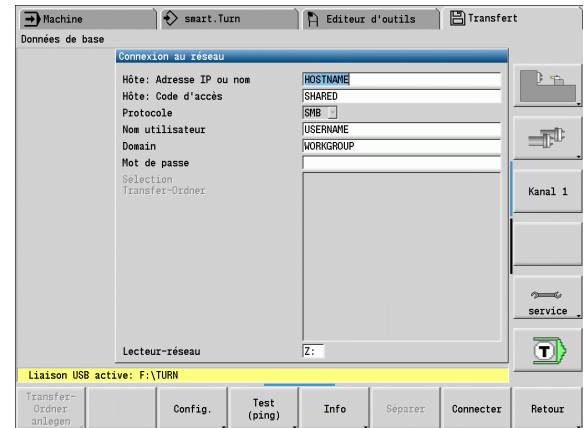 Machine
smart.Turn
Editeur d'outils
Transfert
Données de base
Connexion au réseau
Hôte: Adresse IP ou nom HOSTNAME
Hôte: Code d'accès SHARED
Protocole SMB
Nom utilisateur USERNAME
Domain WORKGROUP
Mot de passe
Sélection
Transfer-Ordner
Lecteur-réseau Z:
Kanal 1
service
T
Liaison USB active: F:\TURN
Transfer-
Ordner
anlegen
Config.
Test
(ping)
Info
Séparer
Connecter
Retour